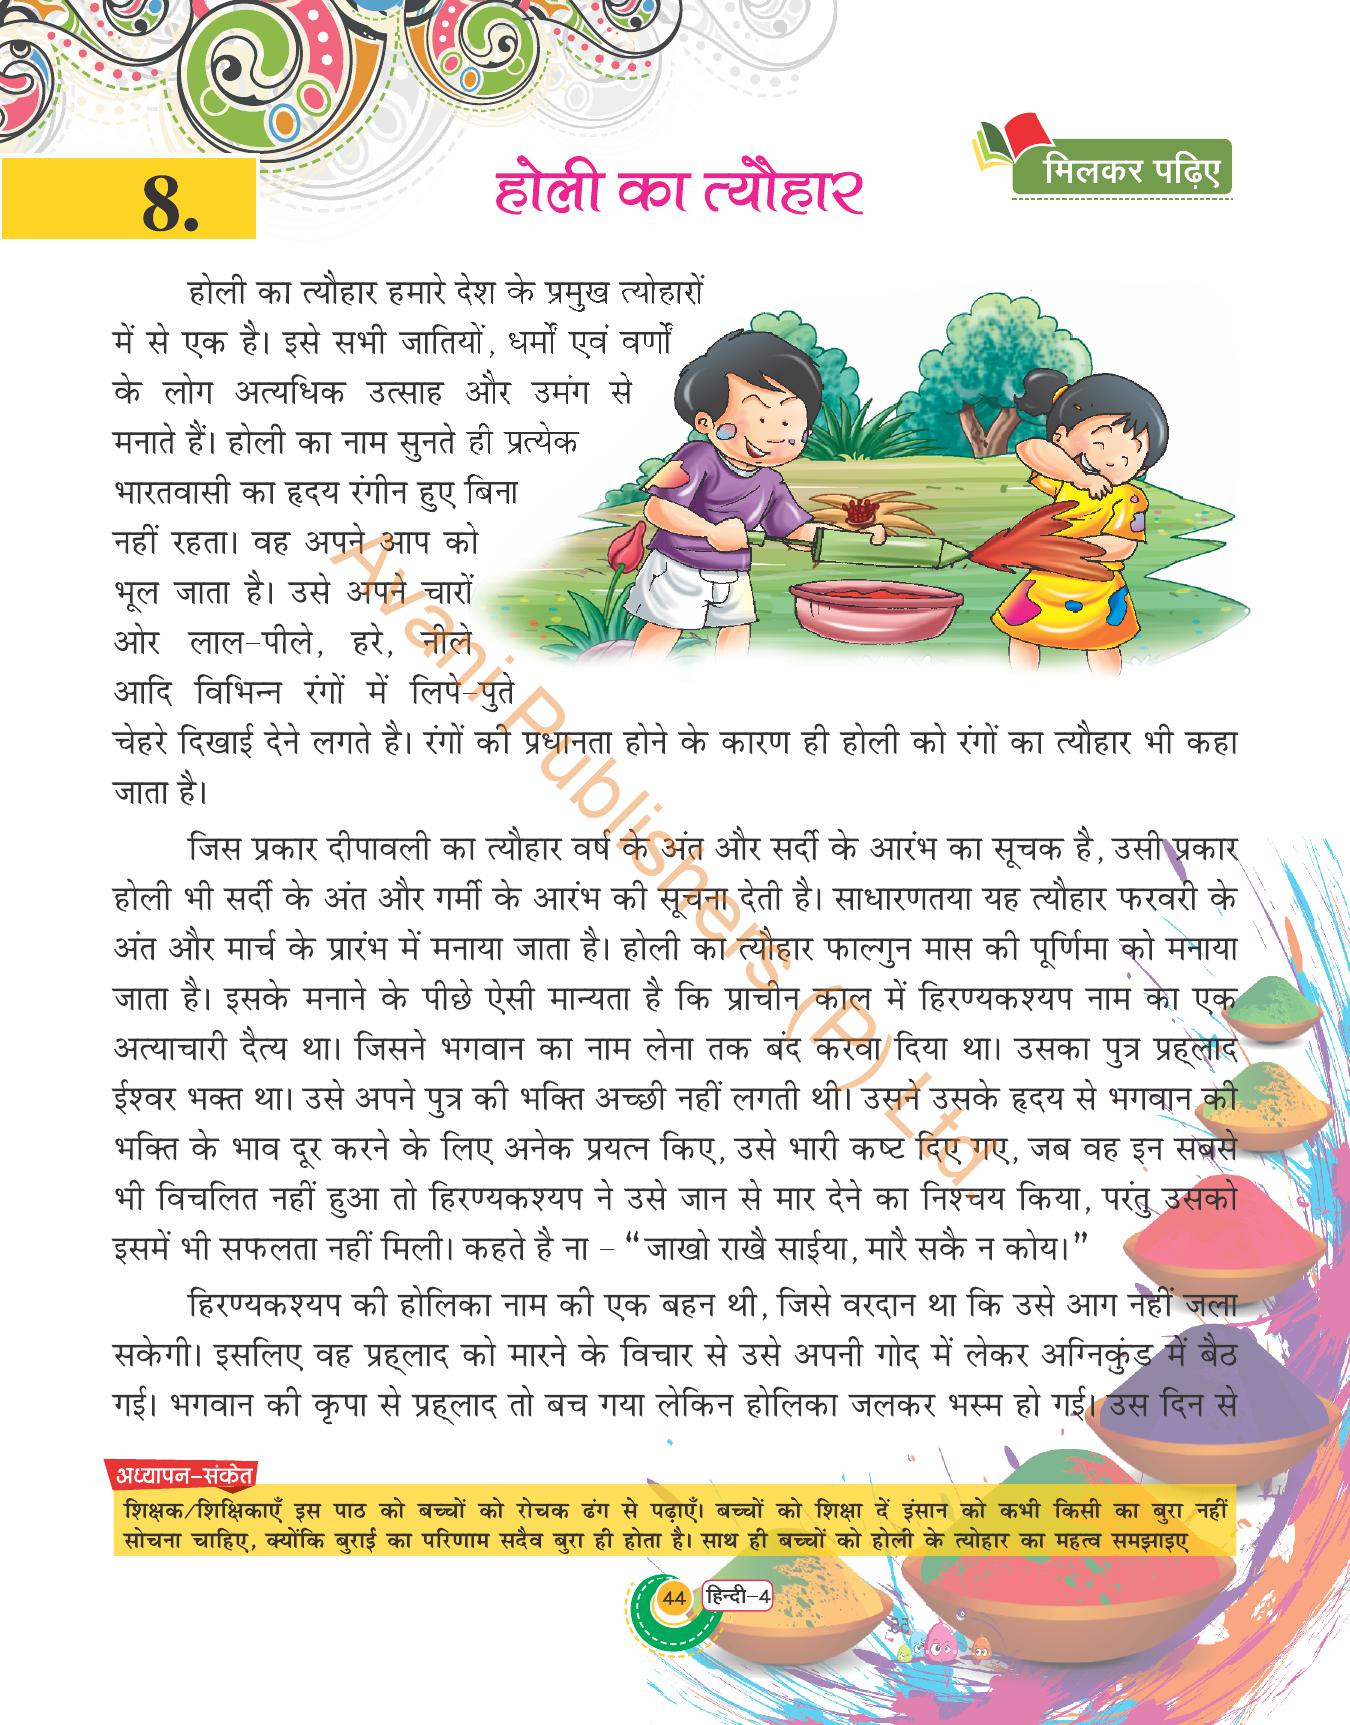 8.
होली का त्यौहार
मिलकर पढ़िए
होली का त्यौहार हमारे देश के प्रमुख त्योहारों
में से एक है। इसे सभी जातियों, धर्मों एवं वर्णों
के लोग अत्यधिक उत्साह और उमंग से
मनाते हैं। होली का नाम सुनते ही प्रत्येक
भारतवासी का हृदय रंगीन हुए बिना
नहीं रहता। वह अपने आप को
भूल जाता है। उसे अपने चारों
ओर लाल-पीले, हरे, नीले
आदि विभिन्न रंगों में लिपे-पुते
चेहरे दिखाई देने लगते है। रंगों की प्रधानता होने के कारण ही होली को रंगों का त्यौहार भी कहा
जाता है।
जिस प्रकार दीपावली का त्यौहार वर्ष के अंत और सर्दी के आरंभ का सूचक है, उसी प्रकार
होली भी सर्दी के अंत और गर्मी के आरंभ की सूचना देती है। साधारणतया यह त्यौहार फरवरी के
अंत और मार्च के प्रारंभ में मनाया जाता है। होली का त्यौहार फाल्गुन मास की पूर्णिमा को मनाया
जाता है। इसके मनाने के पीछे ऐसी मान्यता है कि प्राचीन काल में हिरण्यकश्यप नाम का एक
अत्याचारी दैत्य था। जिसने भगवान का नाम लेना तक बंद करवा दिया था। उसका पुत्र प्रह्लाद
ईश्वर भक्त था। उसे अपने पुत्र की भक्ति अच्छी नहीं लगती थी। उसने उसके हृदय से भगवान की
भक्ति के भाव दूर करने के लिए अनेक प्रयत्न किए, उसे भारी कष्ट दिए गए, जब वह इन सबसे
भी विचलित नहीं हुआ तो हिरण्यकश्यप ने उसे जान से मार देने का निश्चय किया, परंतु उसको
इसमें भी सफलता नहीं मिली। कहते है ना – “जाखो राखै साईया, मारै सकै न कोय।”
हिरण्यकश्यप की होलिका नाम की एक बहन थी, जिसे वरदान था कि उसे आग नहीं जला
सकेगी। इसलिए वह प्रह्लाद को मारने के विचार से उसे अपनी गोद में लेकर अग्निकुंड में बैठ
गई। भगवान की कृपा से प्रह्लाद तो बच गया लेकिन होलिका जलकर भस्म हो गई। उस दिन से
अध्यापन-संकेत
शिक्षक/शिक्षिकाएँ इस पाठ को बच्चों को रोचक ढंग से पढ़ाएँ। बच्चों को शिक्षा दें इंसान को कभी किसी का बुरा नहीं
सोचना चाहिए, क्योंकि बुराई का परिणाम सदैव बुरा ही होता है। साथ ही बच्चों को होली के त्योहार का महत्व समझाइए
44 हिन्दी-4
Avani Publishers (P) Ltd.